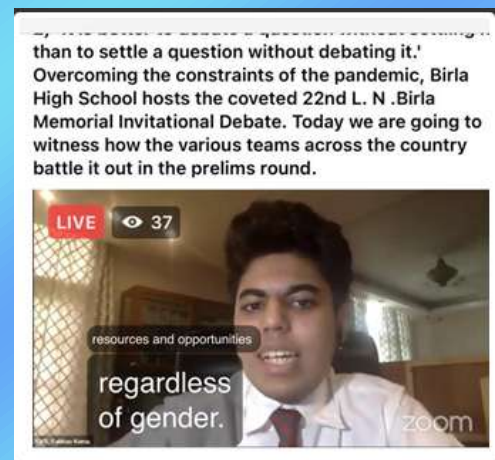 than to settle a question without debating it.'
Overcoming the constraints of the pandemic, Birla
High School hosts the coveted 22nd L. N .Birla
Memorial Invitational Debate. Today we are going to
witness how the various teams across the country
battle it out in the prelims round.
LIVE 37
resources and opportunities
regardless
of gender.
zoom